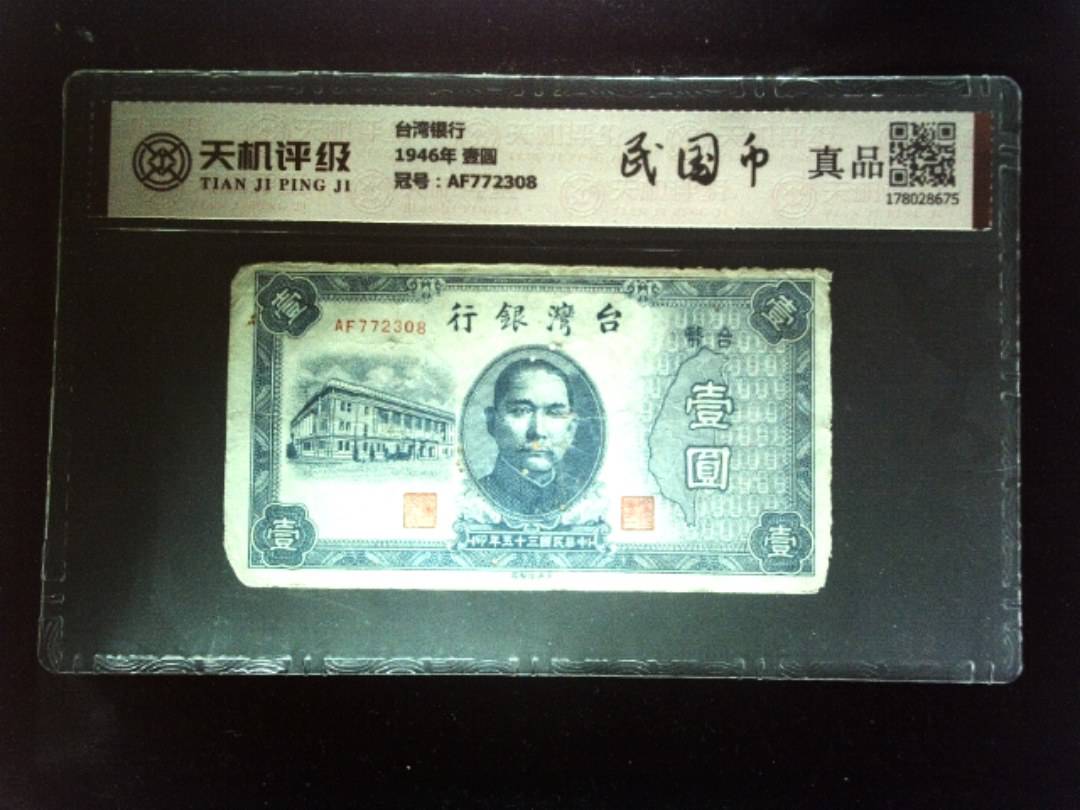 天机评级
TIAN JI PING JI
台湾银行
1946年 壹圆
冠号：AF772308
民国币
真品
178028675
壹
壹
AF772308
行銀灣台
幣台
壹圓
印年五十三國民華中
壹
壹